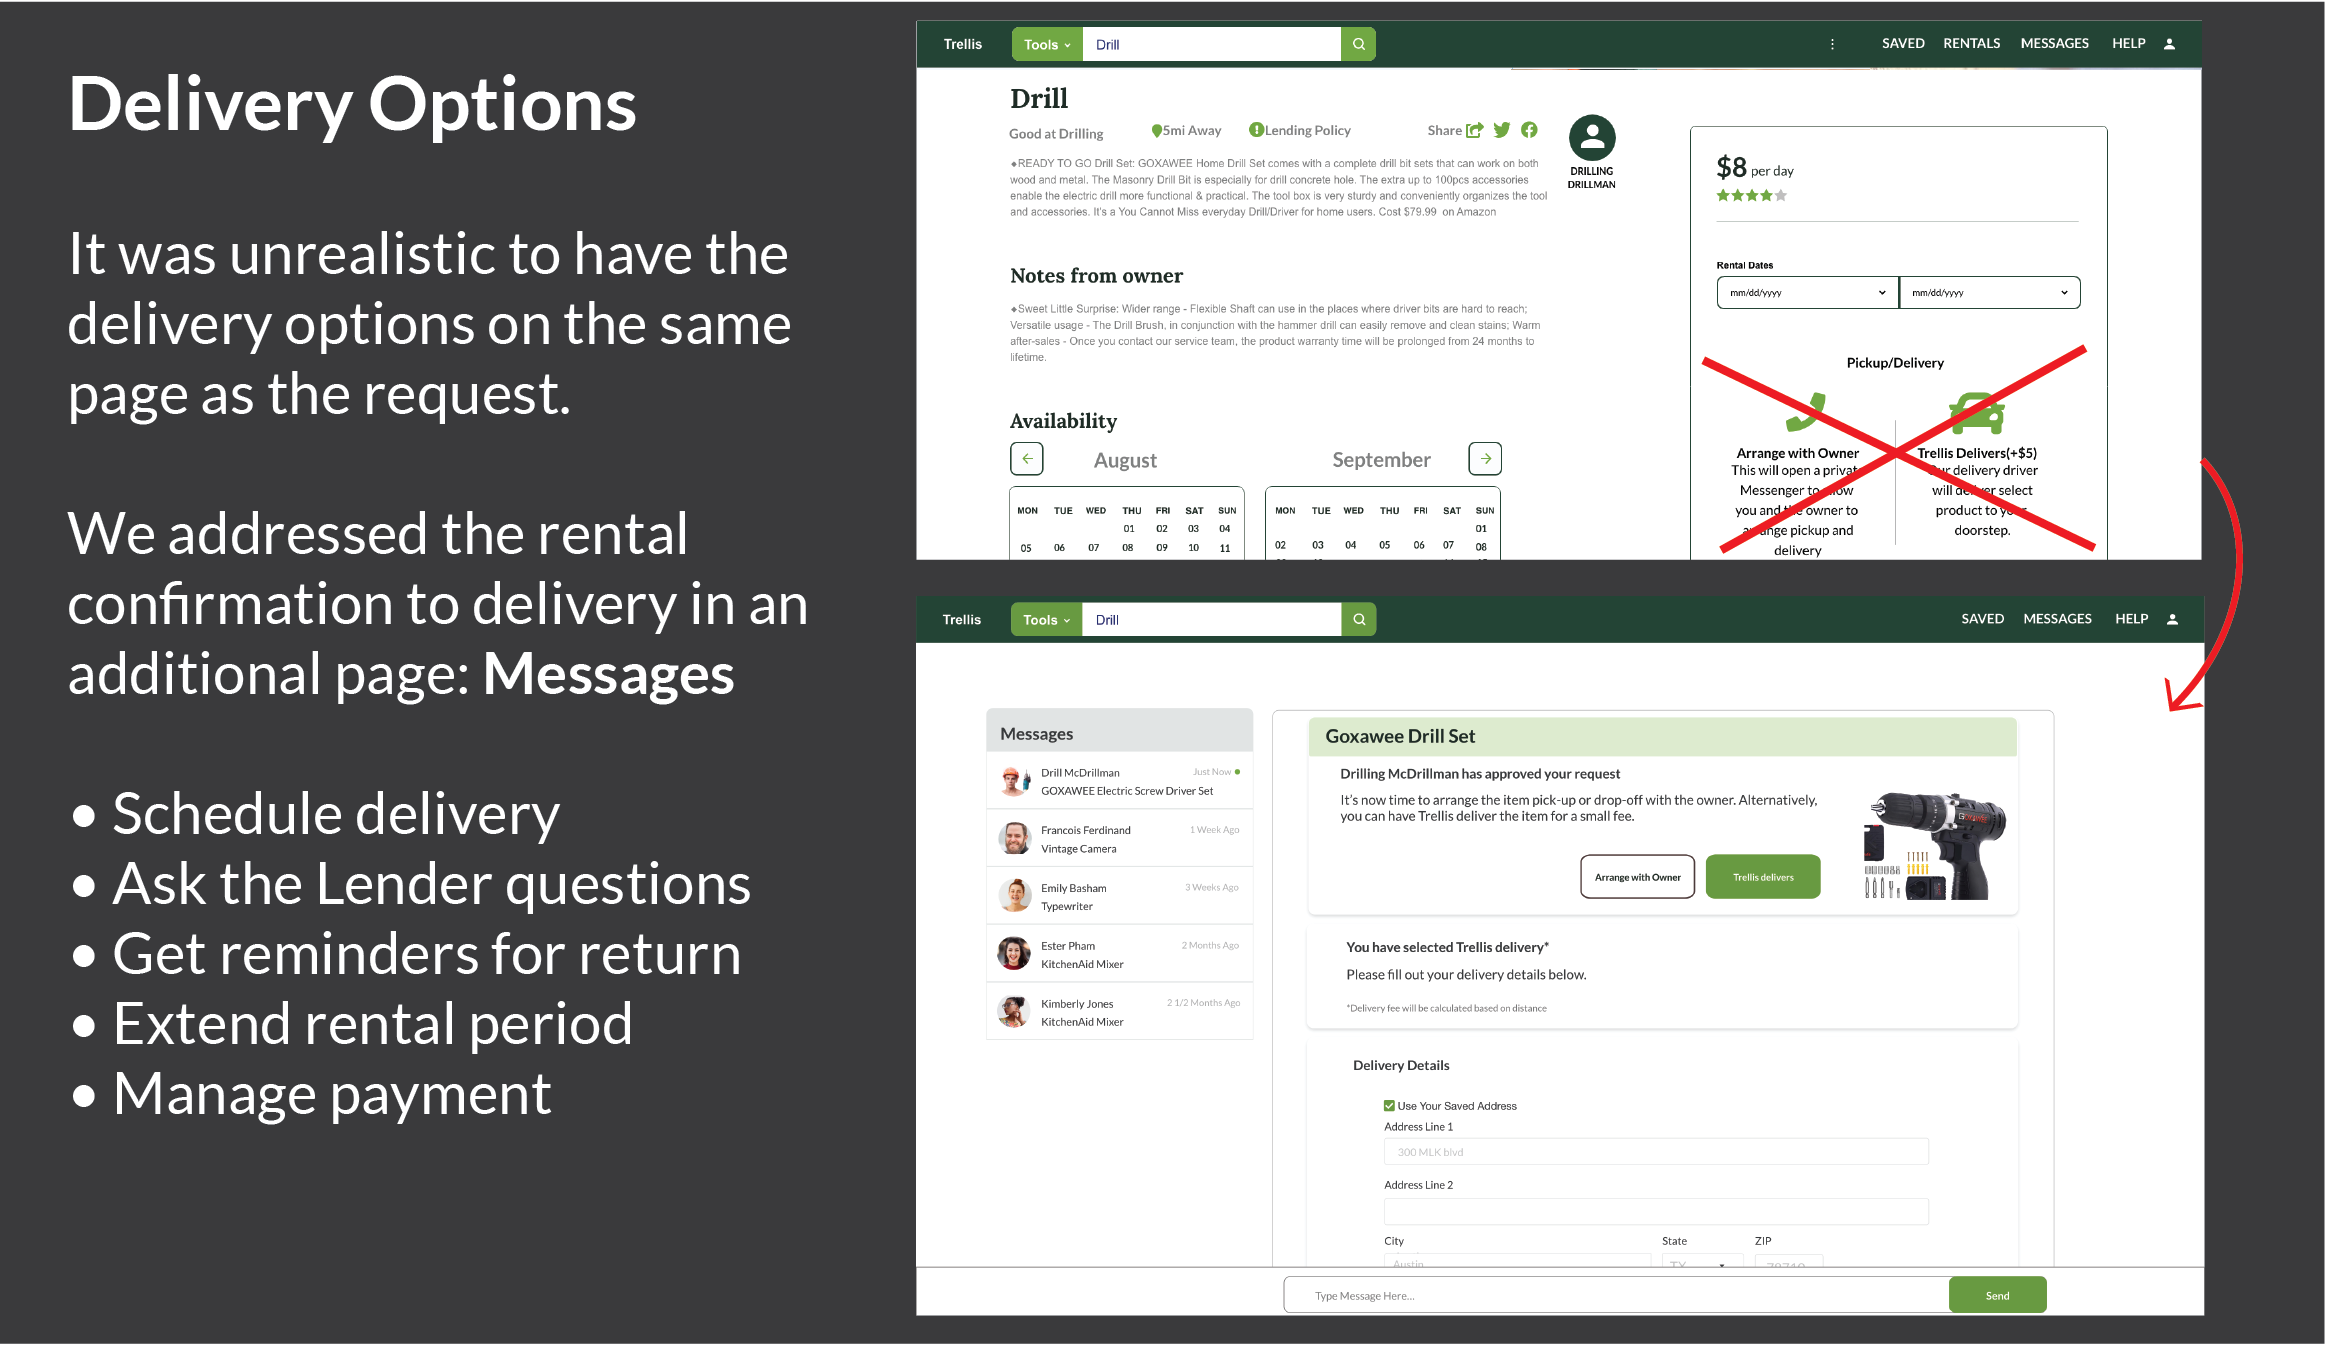 Delivery Options
It was unrealistic to have the
delivery options on the same
page as the request.
We addressed the rental
confirmation to delivery in an
additional page: Messages
• Schedule delivery
• Ask the Lender questions
• Get reminders for return
• Extend rental period
• Manage payment
Trellis Tools Drill SAVED RENTALS MESSAGES HELP
Drill
Good at Drilling 5mi Away Lending Policy Share
◆READY TO GO Drill Set: GOXAWEE Home Drill Set comes with a complete drill bit sets that can work on both
wood and metal. The Masonry Drill Bit is especially for drill concrete hole. The extra up to 100pcs accessories
enable the electric drill more functional & practical. The tool box is very sturdy and conveniently organizes the tool
and accessories. It's a You Cannot Miss everyday Drill/Driver for home users. Cost $79.99 on Amazon
DRILLING
DRILLMAN
Notes from owner
◆Sweet Little Surprise: Wider range - Flexible Shaft can use in the places where driver bits are hard to reach;
Versatile usage - The Drill Brush, in conjunction with the hammer drill can easily remove and clean stains; Warm
after-sales - Once you contact our service team, the product warranty time will be prolonged from 24 months to
lifetime.
Availability
August September
MON TUE WED THU FRI SAT SUN
01 02 03 04
05 06 07 08 09 10 11
MON TUE WED THU FRI SAT SUN
01
02 03 04 05 06 07 08
$8 per day
Rental Dates
mm/dd/yyyy mm/dd/yyyy
Pickup/Delivery
Arrange with Owner
This will open a private
Messenger to allow
you and the owner to
arrange pickup and
delivery
Trellis Delivers(+$5)
Our delivery driver
will deliver select
product to your
doorstep.
Trellis Tools Drill SAVED MESSAGES HELP
Messages
Drill McDrillman Just Now
GOXAWEE Electric Screw Driver Set
Francois Ferdinand 1 Week Ago
Vintage Camera
Emily Basham 3 Weeks Ago
Typewriter
Ester Pham 2 Months Ago
KitchenAid Mixer
Kimberly Jones 2 1/2 Months Ago
KitchenAid Mixer
Goxawee Drill Set
Drilling McDrillman has approved your request
It's now time to arrange the item pick-up or drop-off with the owner. Alternatively,
you can have Trellis deliver the item for a small fee.
Arrange with Owner Trellis delivers
You have selected Trellis delivery*
Please fill out your delivery details below.
*Delivery fee will be calculated based on distance
Delivery Details
Use Your Saved Address
Address Line 1
300 MLK blvd
Address Line 2
City State ZIP
Austin TX
Type Message Here... Send